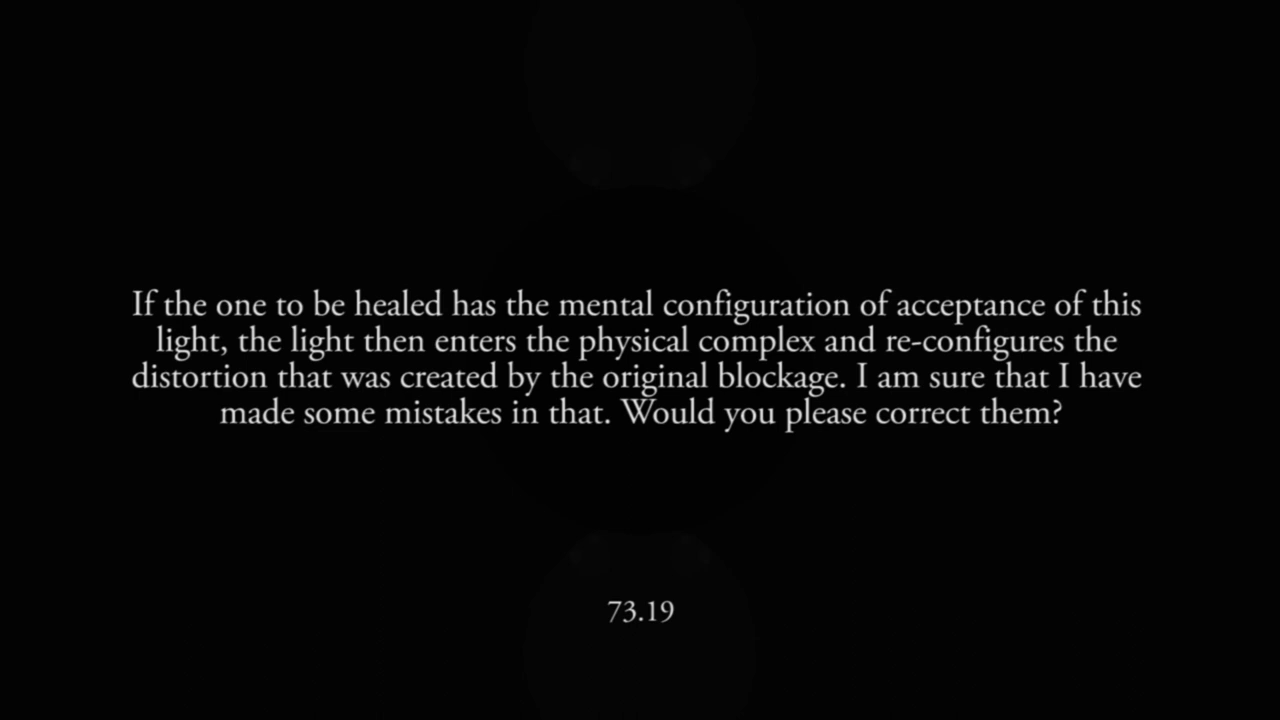 If the one to be healed has the mental configuration of acceptance of this
light, the light then enters the physical complex and re-configures the
distortion that was created by the original blockage. I am sure that I have
made some mistakes in that. Would you please correct them?
73.19